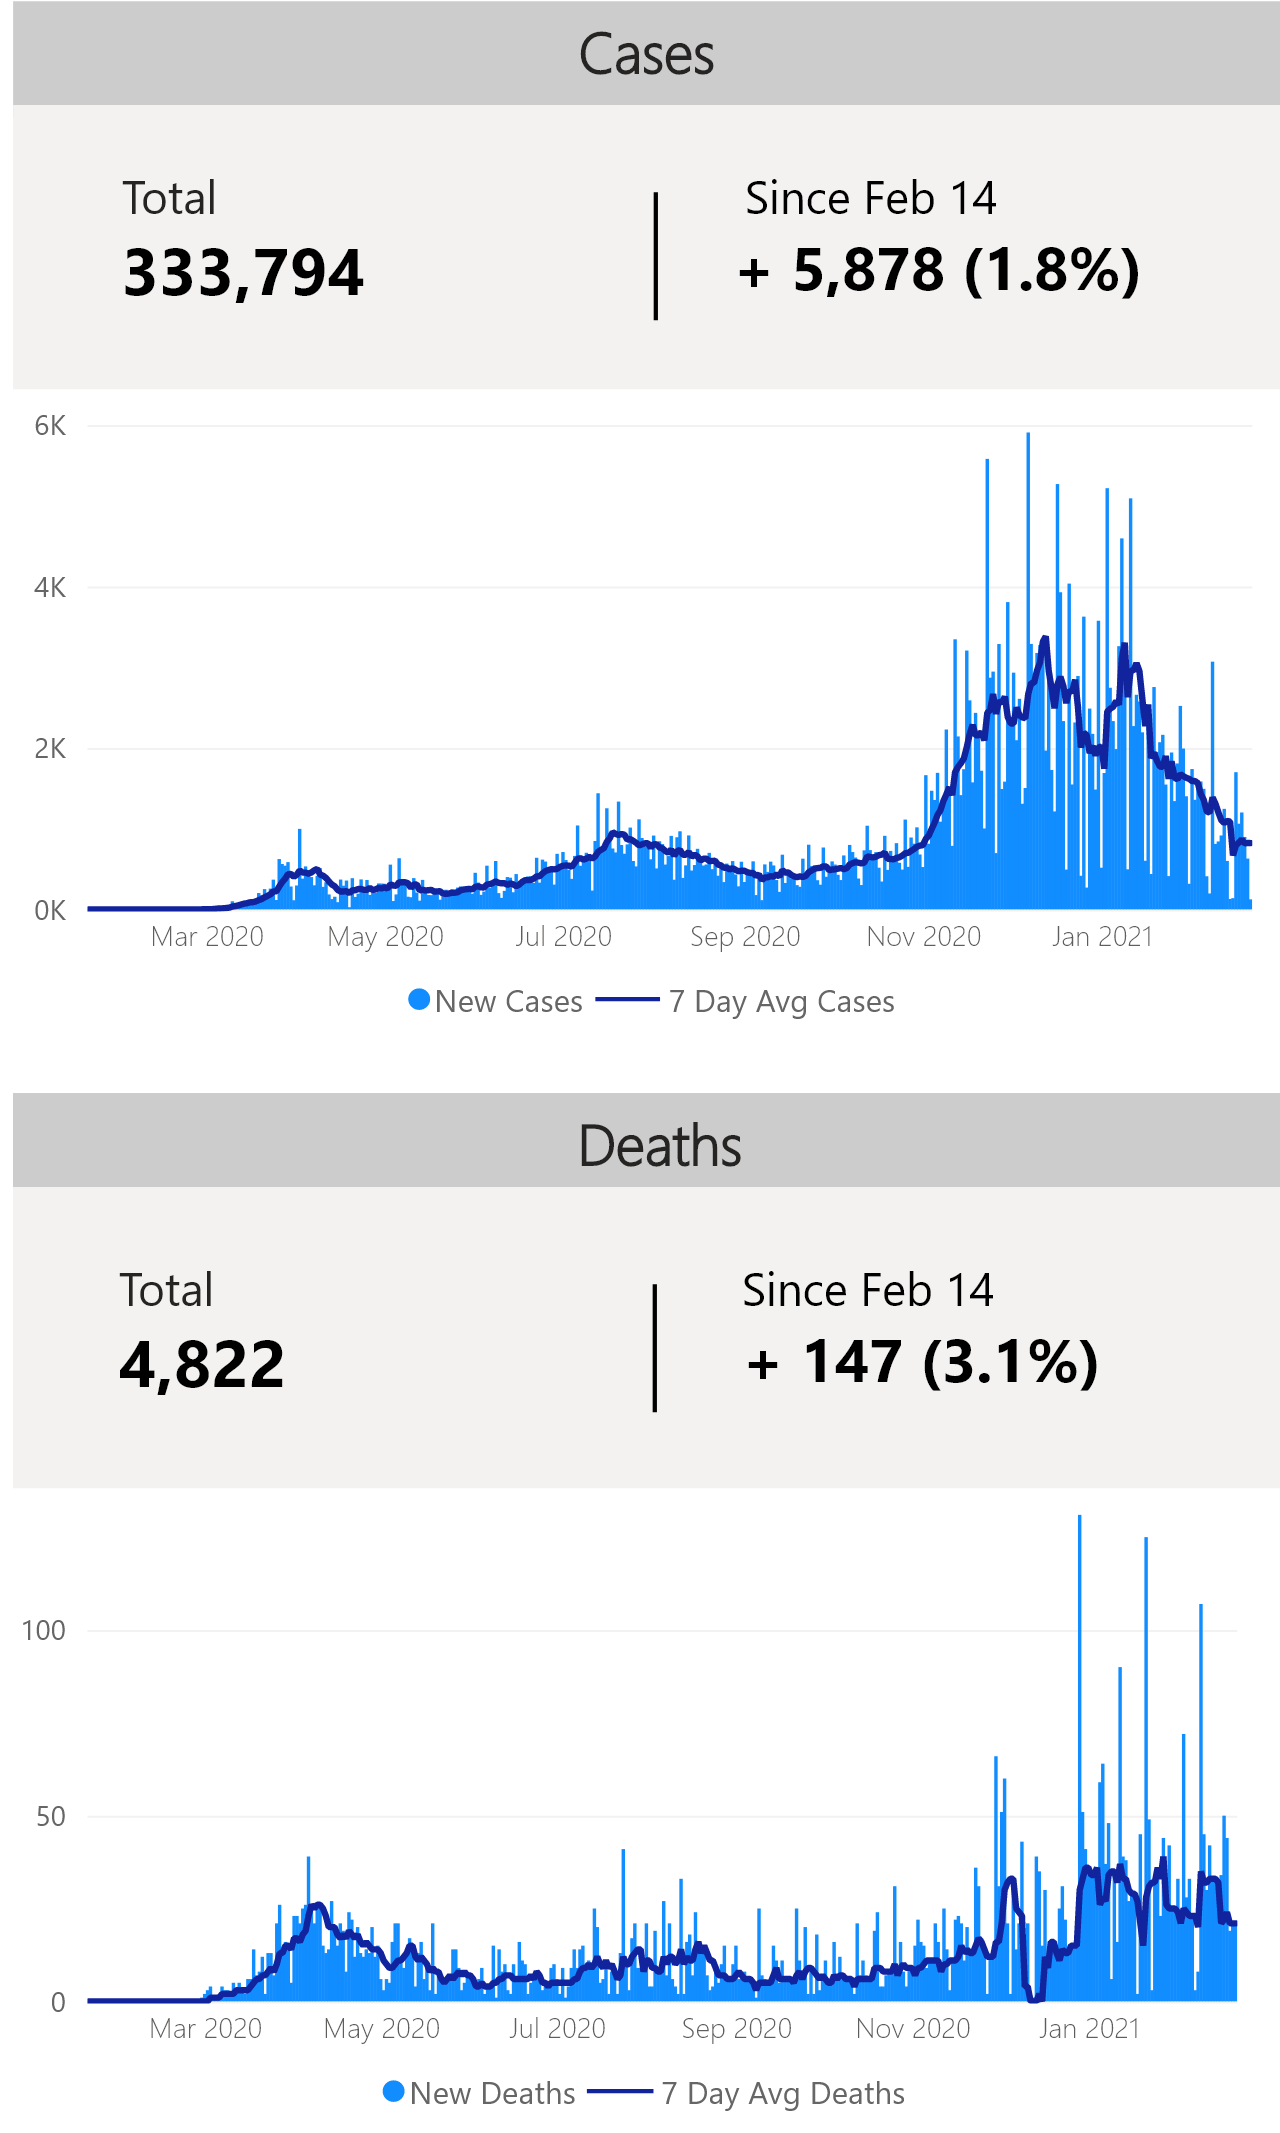 Cases
Total
Since Feb 14
333,794
+ 5,878 (1.8%)
6K
4K
2K
0K
Mar 2020 May 2020 Jul 2020 Sep 2020 Nov 2020 Jan 2021
New Cases 7 Day Avg Cases
Deaths
Total
Since Feb 14
4,822
+ 147 (3.1%)
100
50
0
Mar 2020 May 2020 Jul 2020 Sep 2020 Nov 2020 Jan 2021
New Deaths 7 Day Avg Deaths